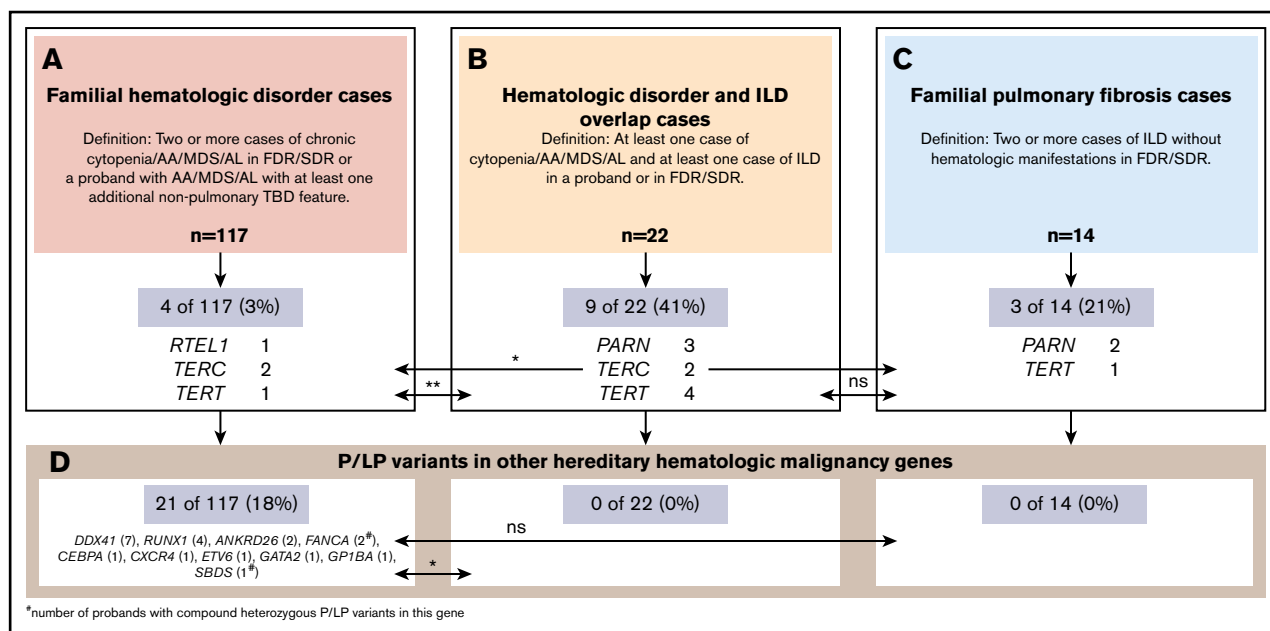 A
Familial hematologic disorder cases
Definition: Two or more cases of chronic
cytopenia/AA/MDS/AL in FDR/SDR or
a proband with AA/MDS/AL with at least one
additional non-pulmonary TBD feature.
n=117
4 of 117 (3%)
RTEL1 1
TERC 2
TERT 1
B
Hematologic disorder and ILD
overlap cases
Definition: At least one case of
cytopenia/AA/MDS/AL and at least one case of ILD
in a proband or in FDR/SDR.
n=22
9 of 22 (41%)
PARN 3
TERC 2
TERT 4
C
Familial pulmonary fibrosis cases
Definition: Two or more cases of ILD without
hematologic manifestations in FDR/SDR.
n=14
3 of 14 (21%)
PARN 2
TERT 1
*
**
ns
D
P/LP variants in other hereditary hematologic malignancy genes
21 of 117 (18%)
DDX41 (7), RUNX1 (4), ANKRD26 (2), FANCA (2#),
CEBPA (1), CXCR4 (1), ETV6 (1), GATA2 (1), GP1BA (1),
SBDS (1#)
0 of 22 (0%)
0 of 14 (0%)
ns
*
#number of probands with compound heterozygous P/LP variants in this gene